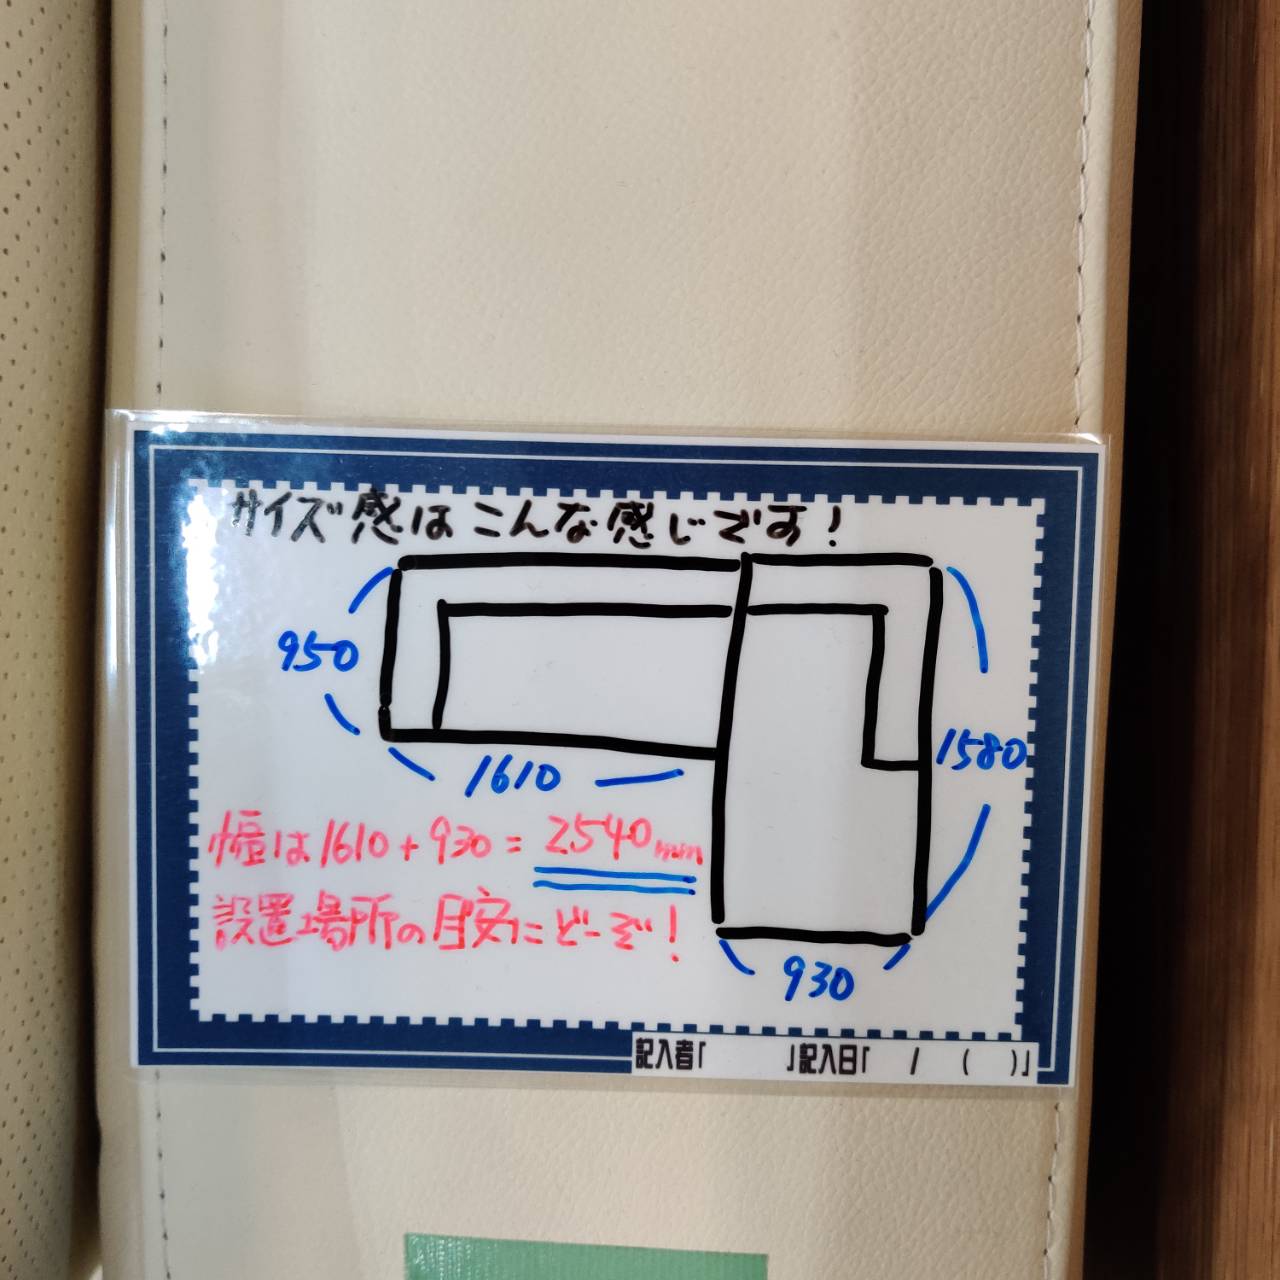 サイズ感はこんな感じです!
950
1610
1580
幅は1610+930=2540mm
設置場所の目安にどーぞ!
930
記入者「 」記入日「 / ( )」